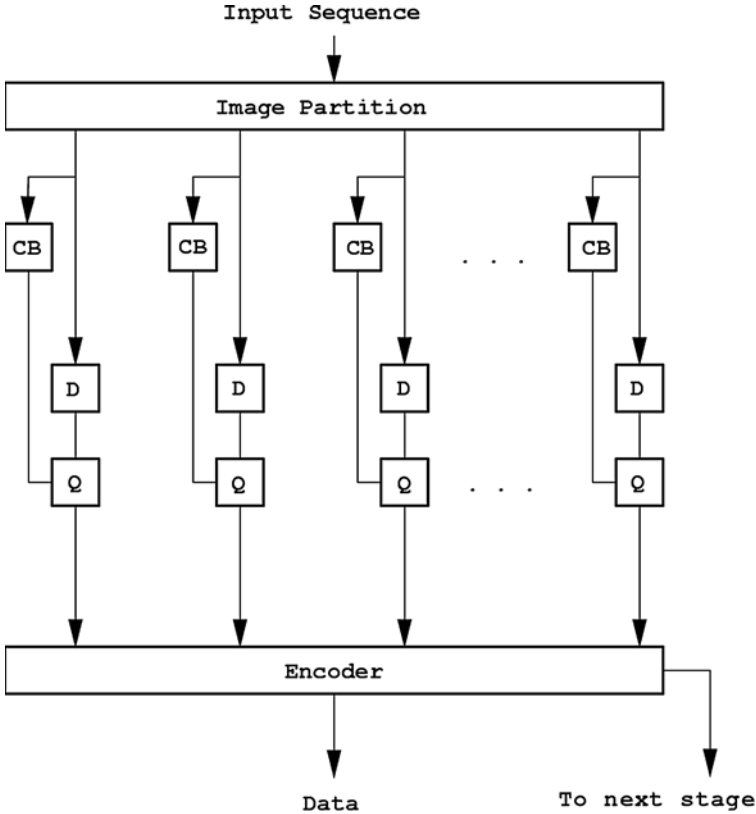 Input Sequence
Image Partition
CB CB CB . . . CB
D D D D
Q Q Q . . . Q
Encoder
Data To next stage